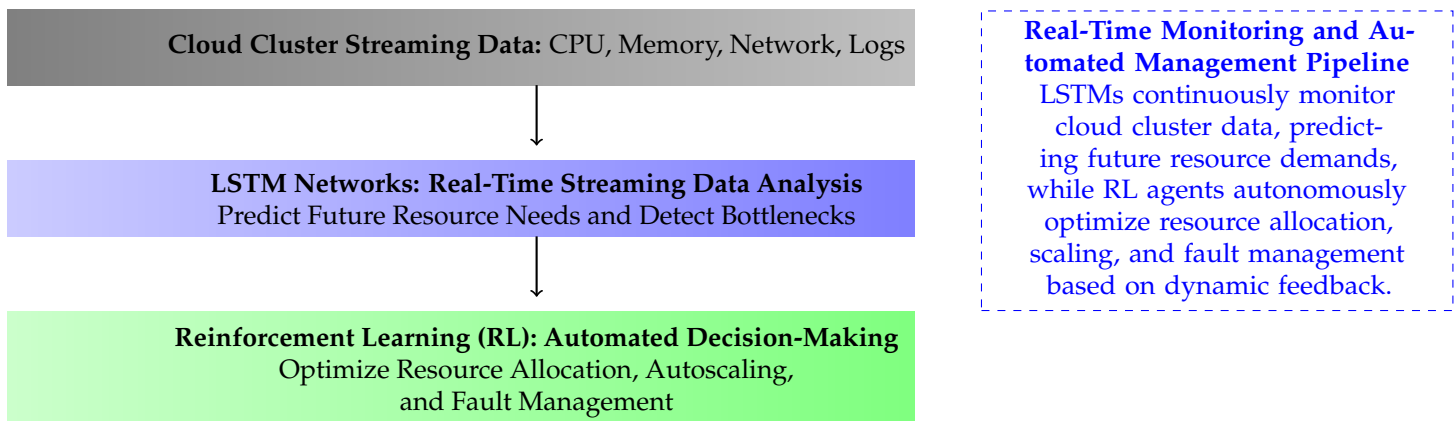 Cloud Cluster Streaming Data: CPU, Memory, Network, Logs
LSTM Networks: Real-Time Streaming Data Analysis
Predict Future Resource Needs and Detect Bottlenecks
Reinforcement Learning (RL): Automated Decision-Making
Optimize Resource Allocation, Autoscaling,
and Fault Management
Real-Time Monitoring and Au-
tomated Management Pipeline
LSTMs continuously monitor
cloud cluster data, predict-
ing future resource demands,
while RL agents autonomously
optimize resource allocation,
scaling, and fault management
based on dynamic feedback.